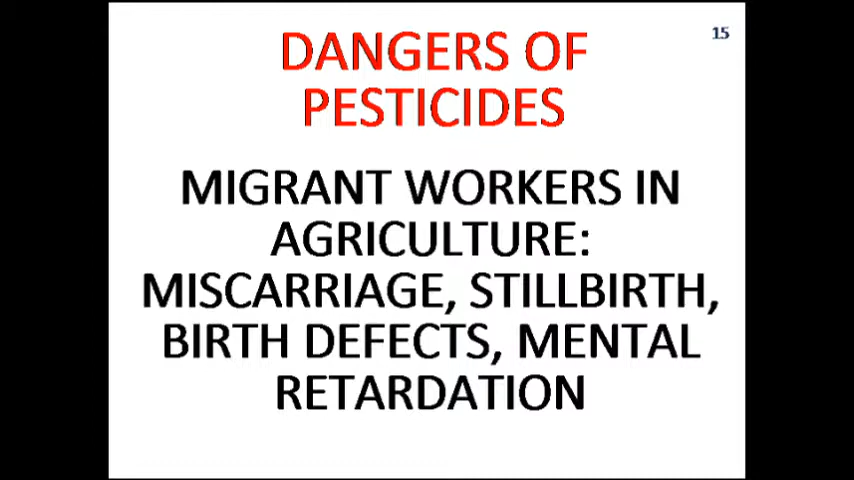 15
DANGERS OF
PESTICIDES
MIGRANT WORKERS IN
AGRICULTURE:
MISCARRIAGE, STILLBIRTH,
BIRTH DEFECTS, MENTAL
RETARDATION